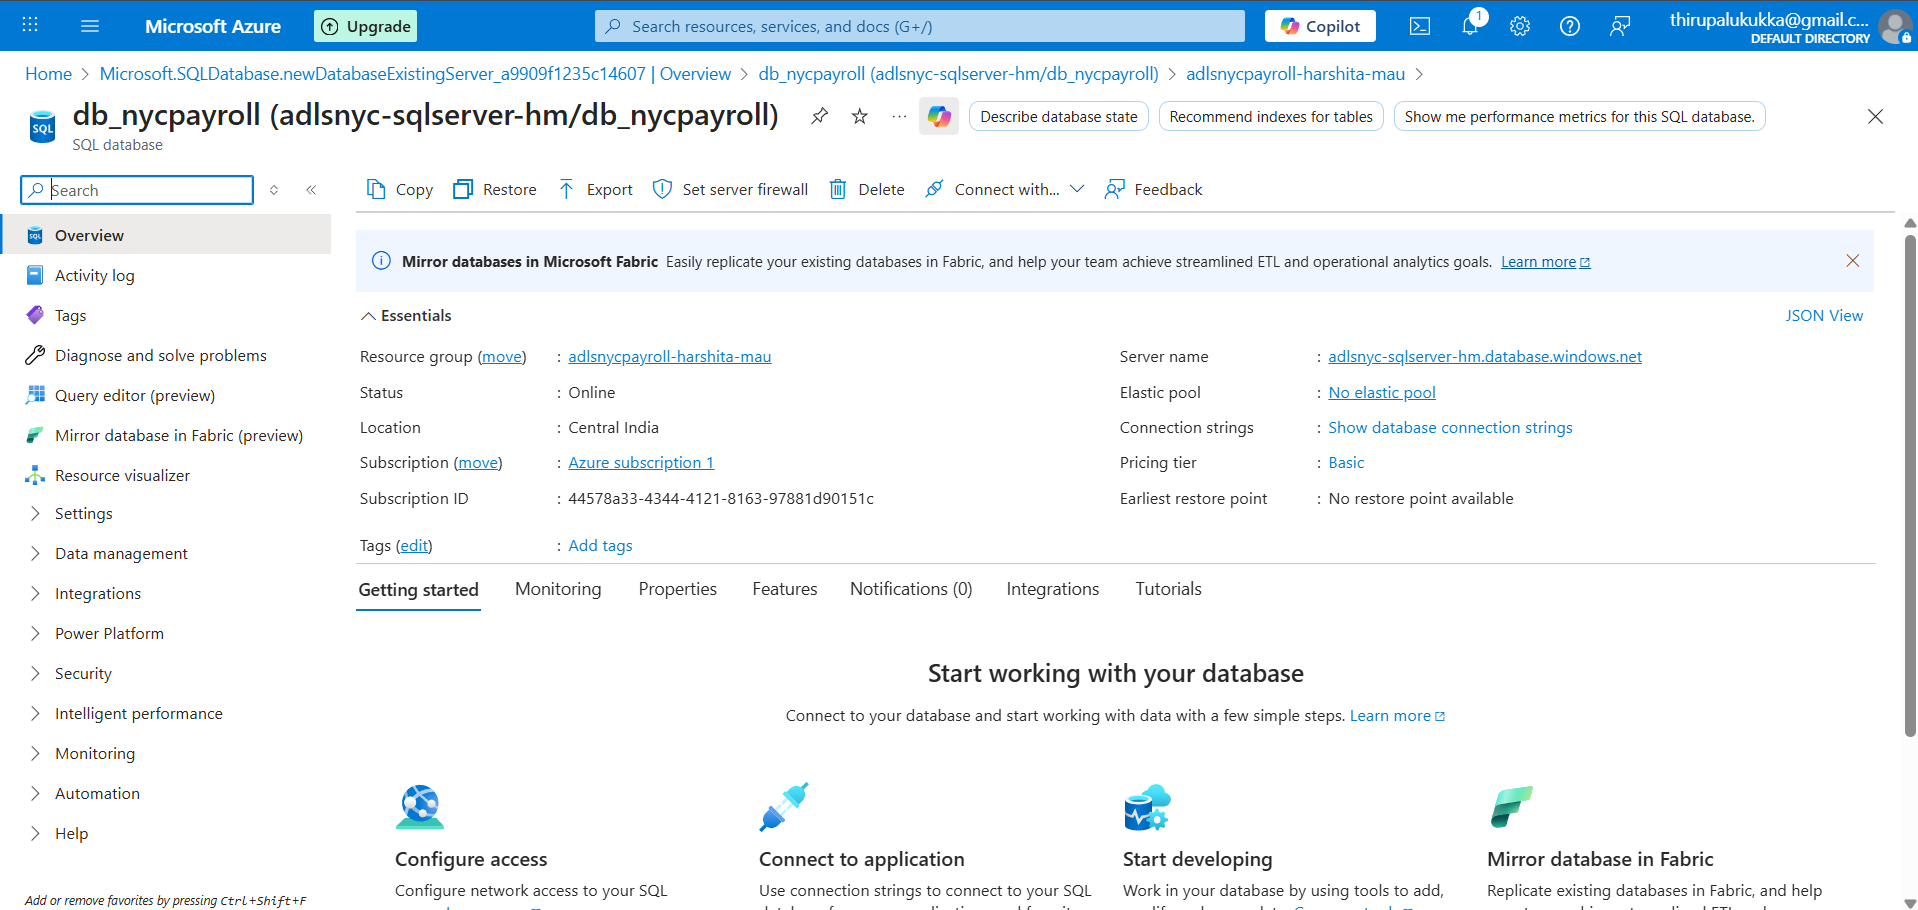 Microsoft Azure
Upgrade
Search resources, services, and docs (G+/)
Copilot
1
thirupalukukka@gmail.c...
DEFAULT DIRECTORY
Home > Microsoft.SQLDatabase.newDatabaseExistingServer_a9909f1235c14607 | Overview > db_nycpayroll (adlsnyc-sqlserver-hm/db_nycpayroll) > adlsnycpayroll-harshita-mau >
SQL
db_nycpayroll (adlsnyc-sqlserver-hm/db_nycpayroll)
...
Describe database state
Recommend indexes for tables
Show me performance metrics for this SQL database.
SQL database
Search
Copy
Restore
Export
Set server firewall
Delete
Connect with...
Feedback
Overview
Activity log
Tags
Diagnose and solve problems
Query editor (preview)
Mirror database in Fabric (preview)
Resource visualizer
Settings
Data management
Integrations
Power Platform
Security
Intelligent performance
Monitoring
Automation
Help
Add or remove favorites by pressing Ctrl+Shift+F
Mirror databases in Microsoft Fabric Easily replicate your existing databases in Fabric, and help your team achieve streamlined ETL and operational analytics goals. Learn more
Essentials
JSON View
Resource group (move) : adlsnycpayroll-harshita-mau
Status : Online
Location : Central India
Subscription (move) : Azure subscription 1
Subscription ID : 44578a33-4344-4121-8163-97881d90151c
Tags (edit) : Add tags
Server name : adlsnyc-sqlserver-hm.database.windows.net
Elastic pool : No elastic pool
Connection strings : Show database connection strings
Pricing tier : Basic
Earliest restore point : No restore point available
Getting started
Monitoring
Properties
Features
Notifications (0)
Integrations
Tutorials
Start working with your database
Connect to your database and start working with data with a few simple steps. Learn more
Configure access
Configure network access to your SQL
Connect to application
Use connection strings to connect to your SQL
Start developing
Work in your database by using tools to add,
Mirror database in Fabric
Replicate existing databases in Fabric, and help